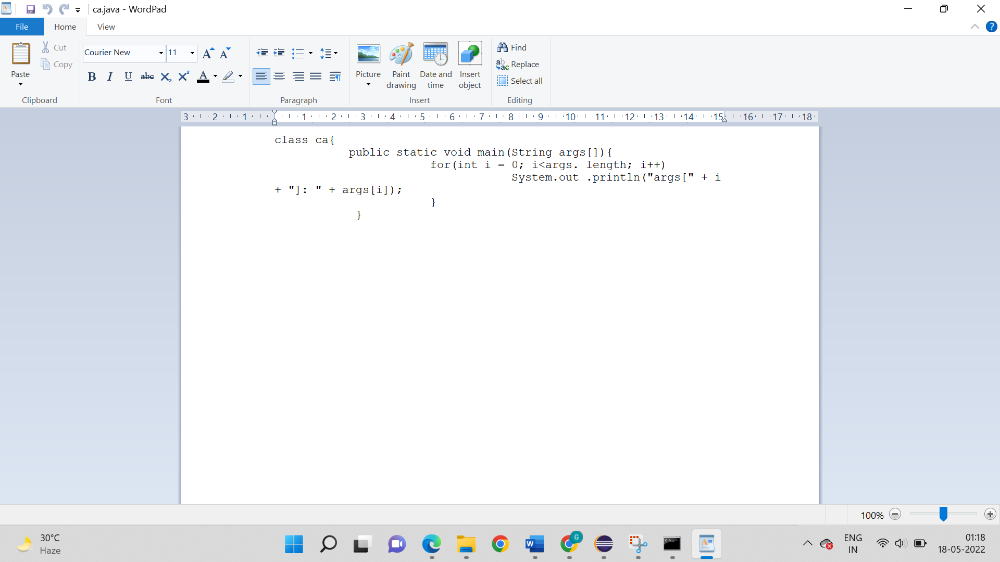 ca.java - WordPad
File Home View
Paste
Cut
Copy
Clipboard
Courier New 11
B I U abc X₂ X² A
Font
Paragraph
Picture
Paint drawing
Date and time
Insert object
Insert
Find
Replace
Select all
Editing
3 2 1 1 2 3 4 5 6 7 8 9 10 11 12 13 14 15 16 17 18
class ca{
public static void main(String args[]){
for(int i = 0; i<args. length; i++)
System.out .println("args[" + i
+ "]: " + args[i]);
}
}
100%
30°C
Haze
ENG
IN
01:18
18-05-2022